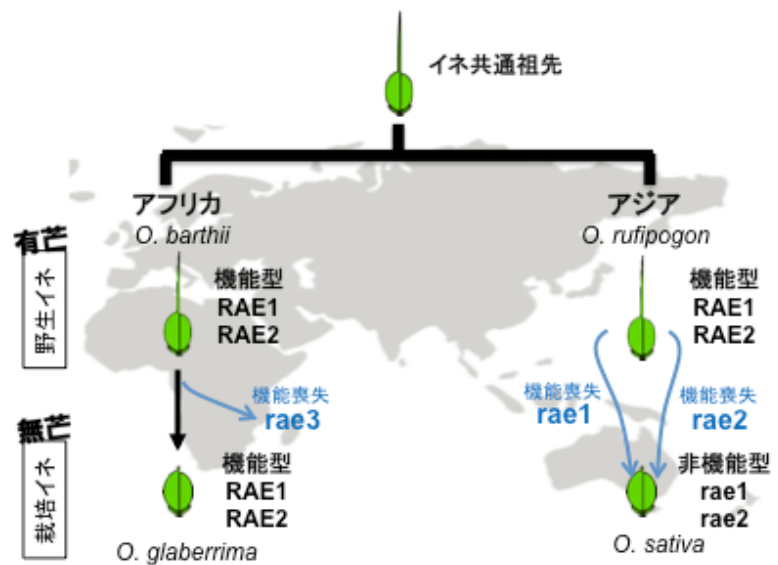 イネ共通祖先
アフリカ
O. barthii
アジア
O. rufipogon
有芒
野生イネ
機能型
RAE1
RAE2
機能型
RAE1
RAE2
機能喪失
rae3
機能喪失
rae1
機能喪失
rae2
無芒
栽培イネ
機能型
RAE1
RAE2
O. glaberrima
非機能型
rae1
rae2
O. sativa